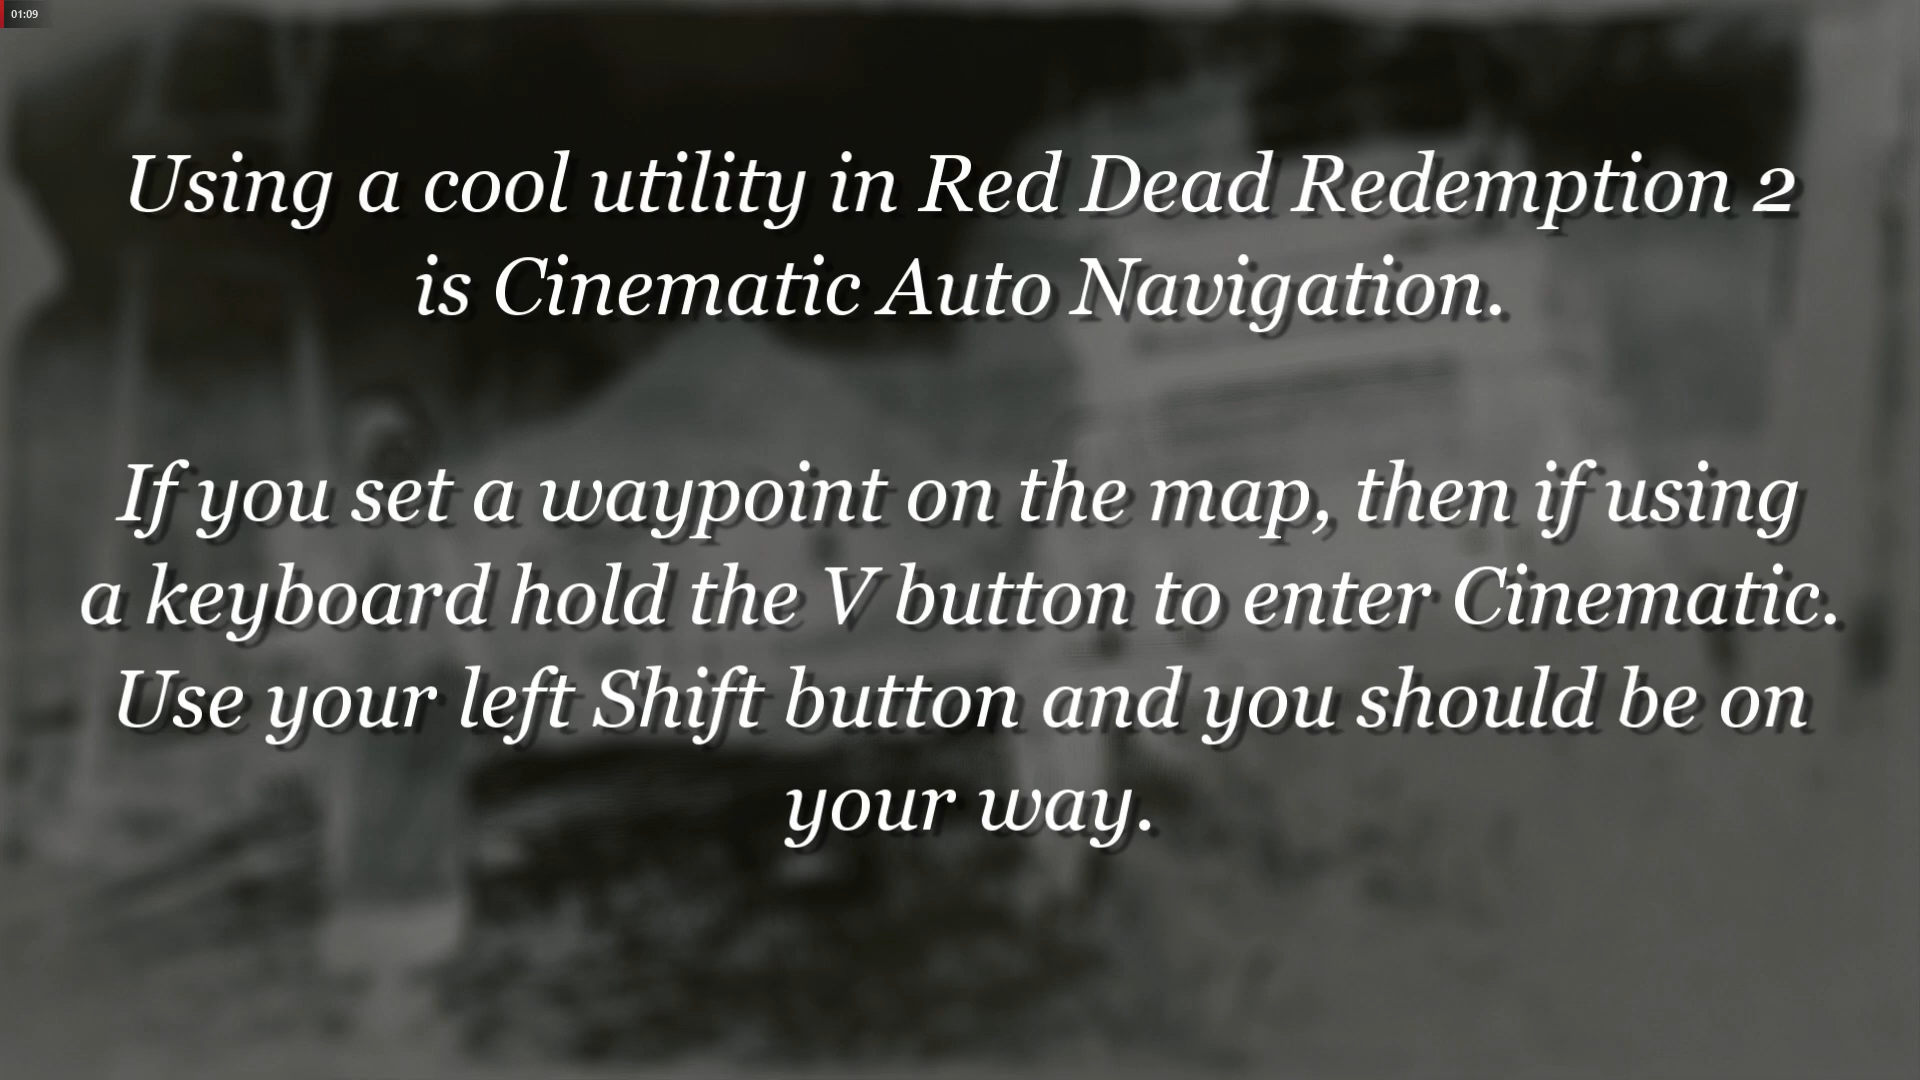 01:09
Using a cool utility in Red Dead Redemption 2
is Cinematic Auto Navigation.
If you set a waypoint on the map, then if using
a keyboard hold the V button to enter Cinematic.
Use your left Shift button and you should be on
your way.